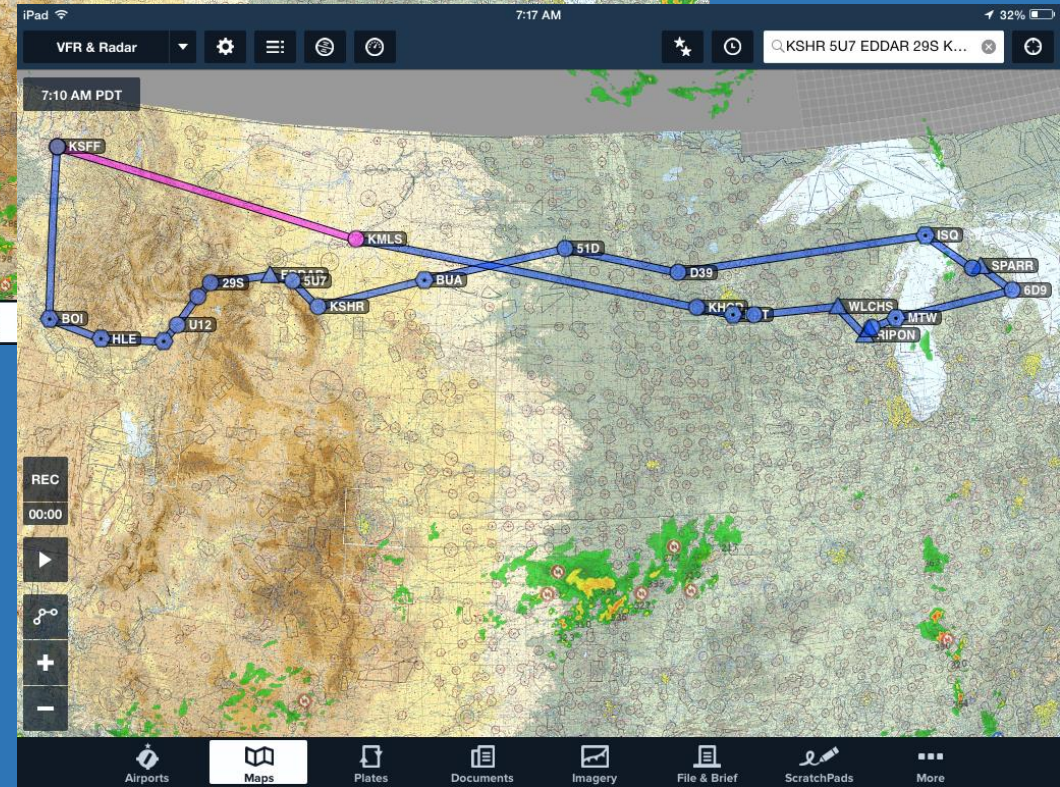 iPad 7:17 AM 32%
VFR & Radar KSHR 5U7 EDDAR 29S K...
7:10 AM PDT
KSFF
KMLS
ISQ
51D
SPARR
D39
EDDAR
29S
5U7
BUA
6D9
KSHR
WLCHS
BOI
U12
MTW
HLE
RIPON
REC
00:00
Airports Maps Plates Documents Imagery File & Brief ScratchPads More